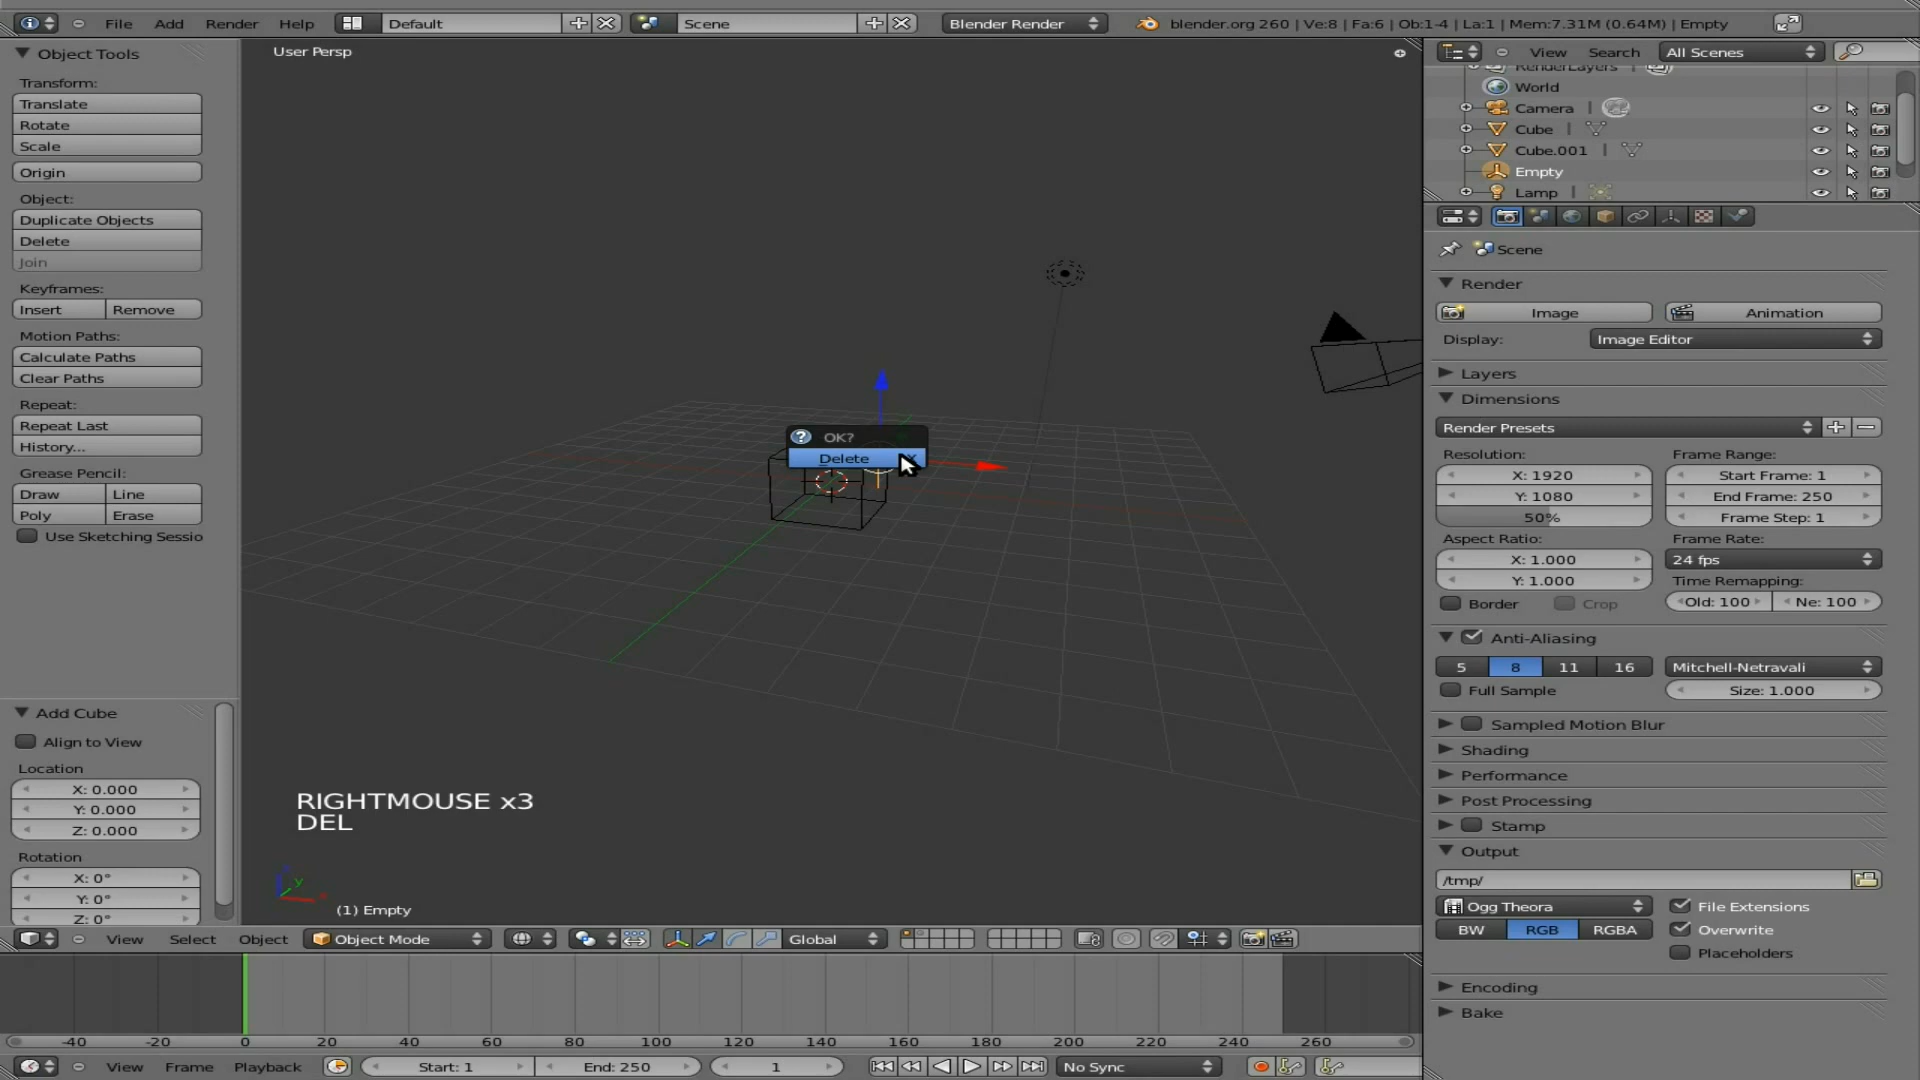 File Add Render Help Default Scene Blender Render blender.org 260 | Ve:8 | Fa:6 | Ob:1-4 | La:1 | Mem:7.31M (0.64M) | Empty
Object Tools
Transform:
Translate
Rotate
Scale
Origin
Object:
Duplicate Objects
Delete
Join
Keyframes:
Insert Remove
Motion Paths:
Calculate Paths
Clear Paths
Repeat:
Repeat Last
History...
Grease Pencil:
Draw Line
Poly Erase
Use Sketching Sessio
Add Cube
Align to View
Location
X: 0.000
Y: 0.000
Z: 0.000
Rotation
X: 0°
Y: 0°
Z: 0°
User Persp
OK?
Delete
RIGHTMOUSE x3
DEL
(1) Empty
View Select Object Object Mode Global
-40 -20 0 20 40 60 80 100 120 140 160 180 200 220 240 260
View Frame Playback Start: 1 End: 250 1 No Sync
View Search All Scenes
RenderLayers
World
Camera
Cube
Cube.001
Empty
Lamp
Scene
Render
Image Animation
Display: Image Editor
Layers
Dimensions
Render Presets
Resolution: Frame Range:
X: 1920 Start Frame: 1
Y: 1080 End Frame: 250
50% Frame Step: 1
Aspect Ratio: Frame Rate:
X: 1.000 24 fps
Y: 1.000 Time Remapping:
Border Crop Old: 100 Ne: 100
Anti-Aliasing
5 8 11 16 Mitchell-Netravali
Full Sample Size: 1.000
Sampled Motion Blur
Shading
Performance
Post Processing
Stamp
Output
/tmp/
Ogg Theora File Extensions
BW RGB RGBA Overwrite
Placeholders
Encoding
Bake